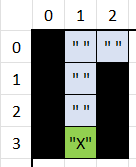 0 1 2
0 " " " "
1 " "
2 " "
3 "X"